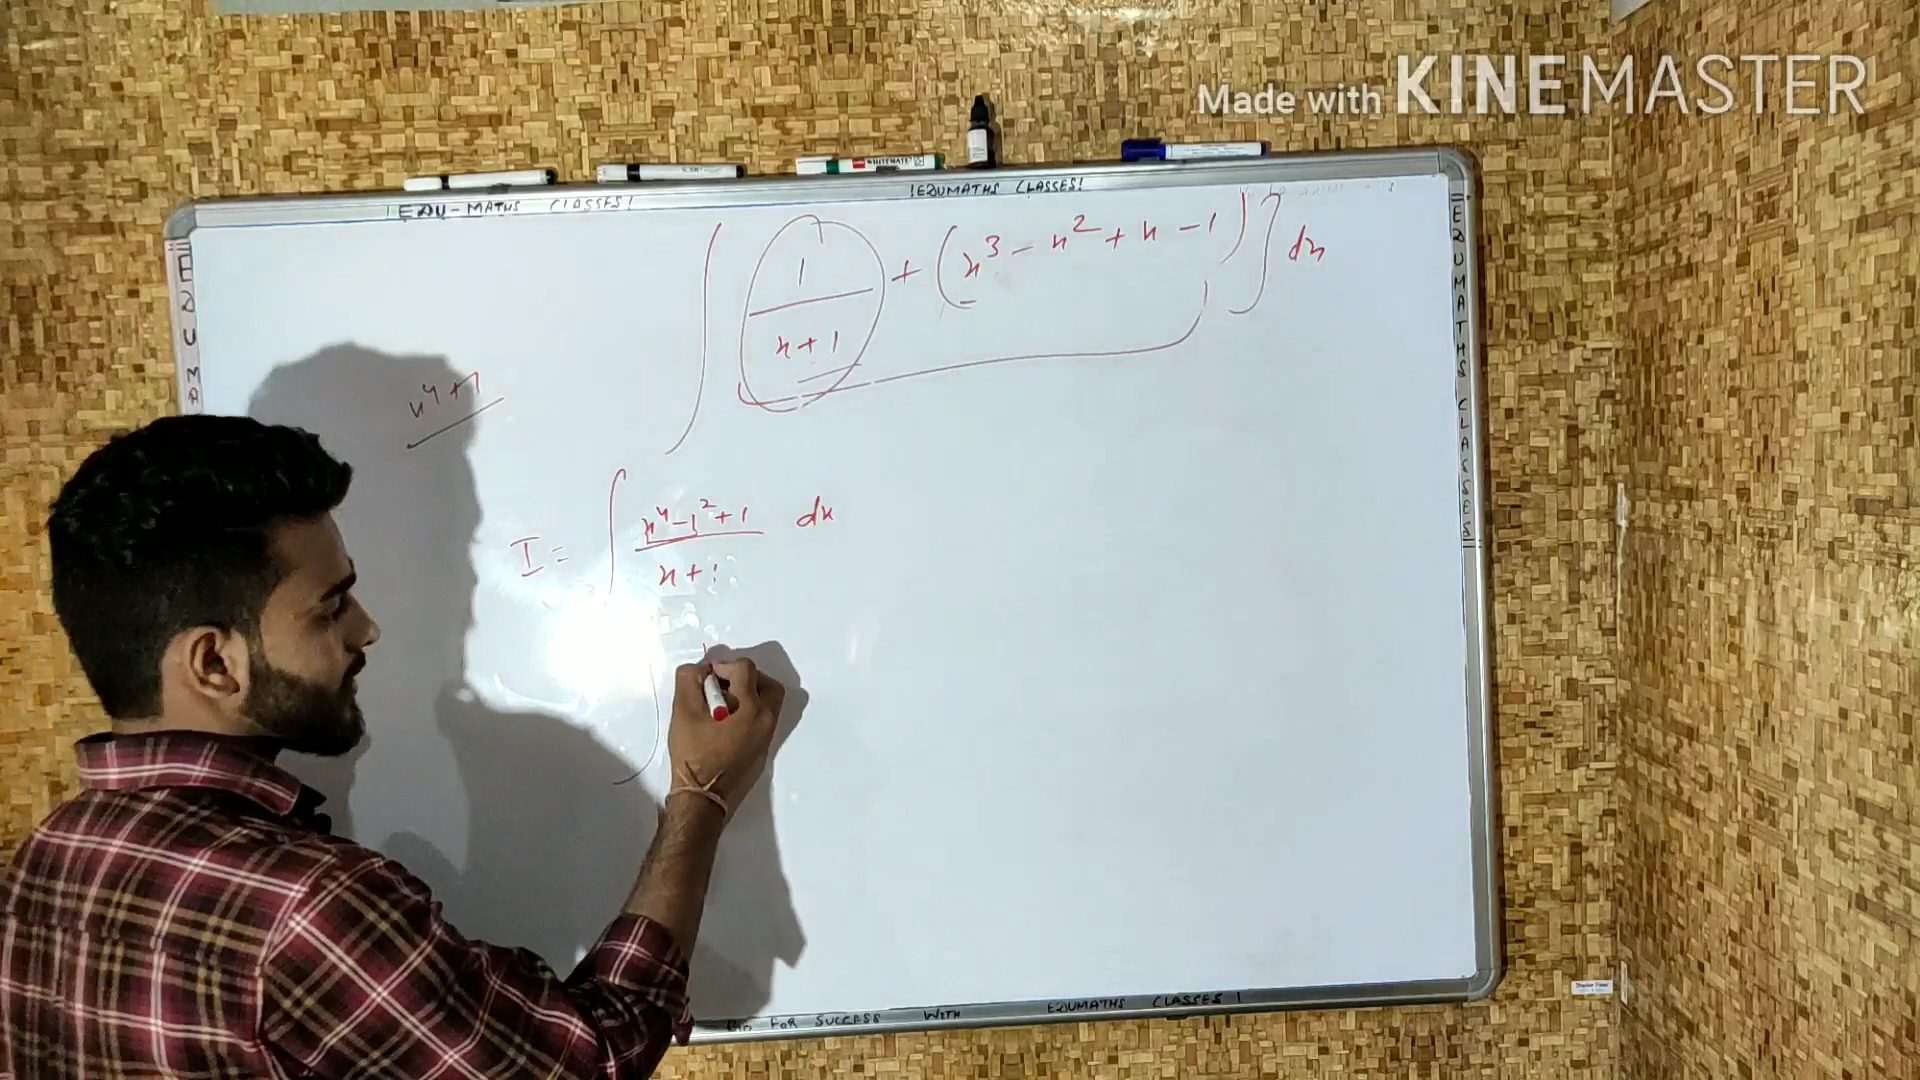 Made with KINEMASTER
WHITEMATE
! EDU-MATHS CLASSES !
! EDUMATHS CLASSES !
∫ [ 1/(x+1) + (x³ - x² + x - 1) ] dx
x⁴+1
I = ∫ (x⁴-1²+1)/(x+1) dx
∫
EDUMATHS CLASSES
FOR SUCCESS WITH EDUMATHS CLASSES !